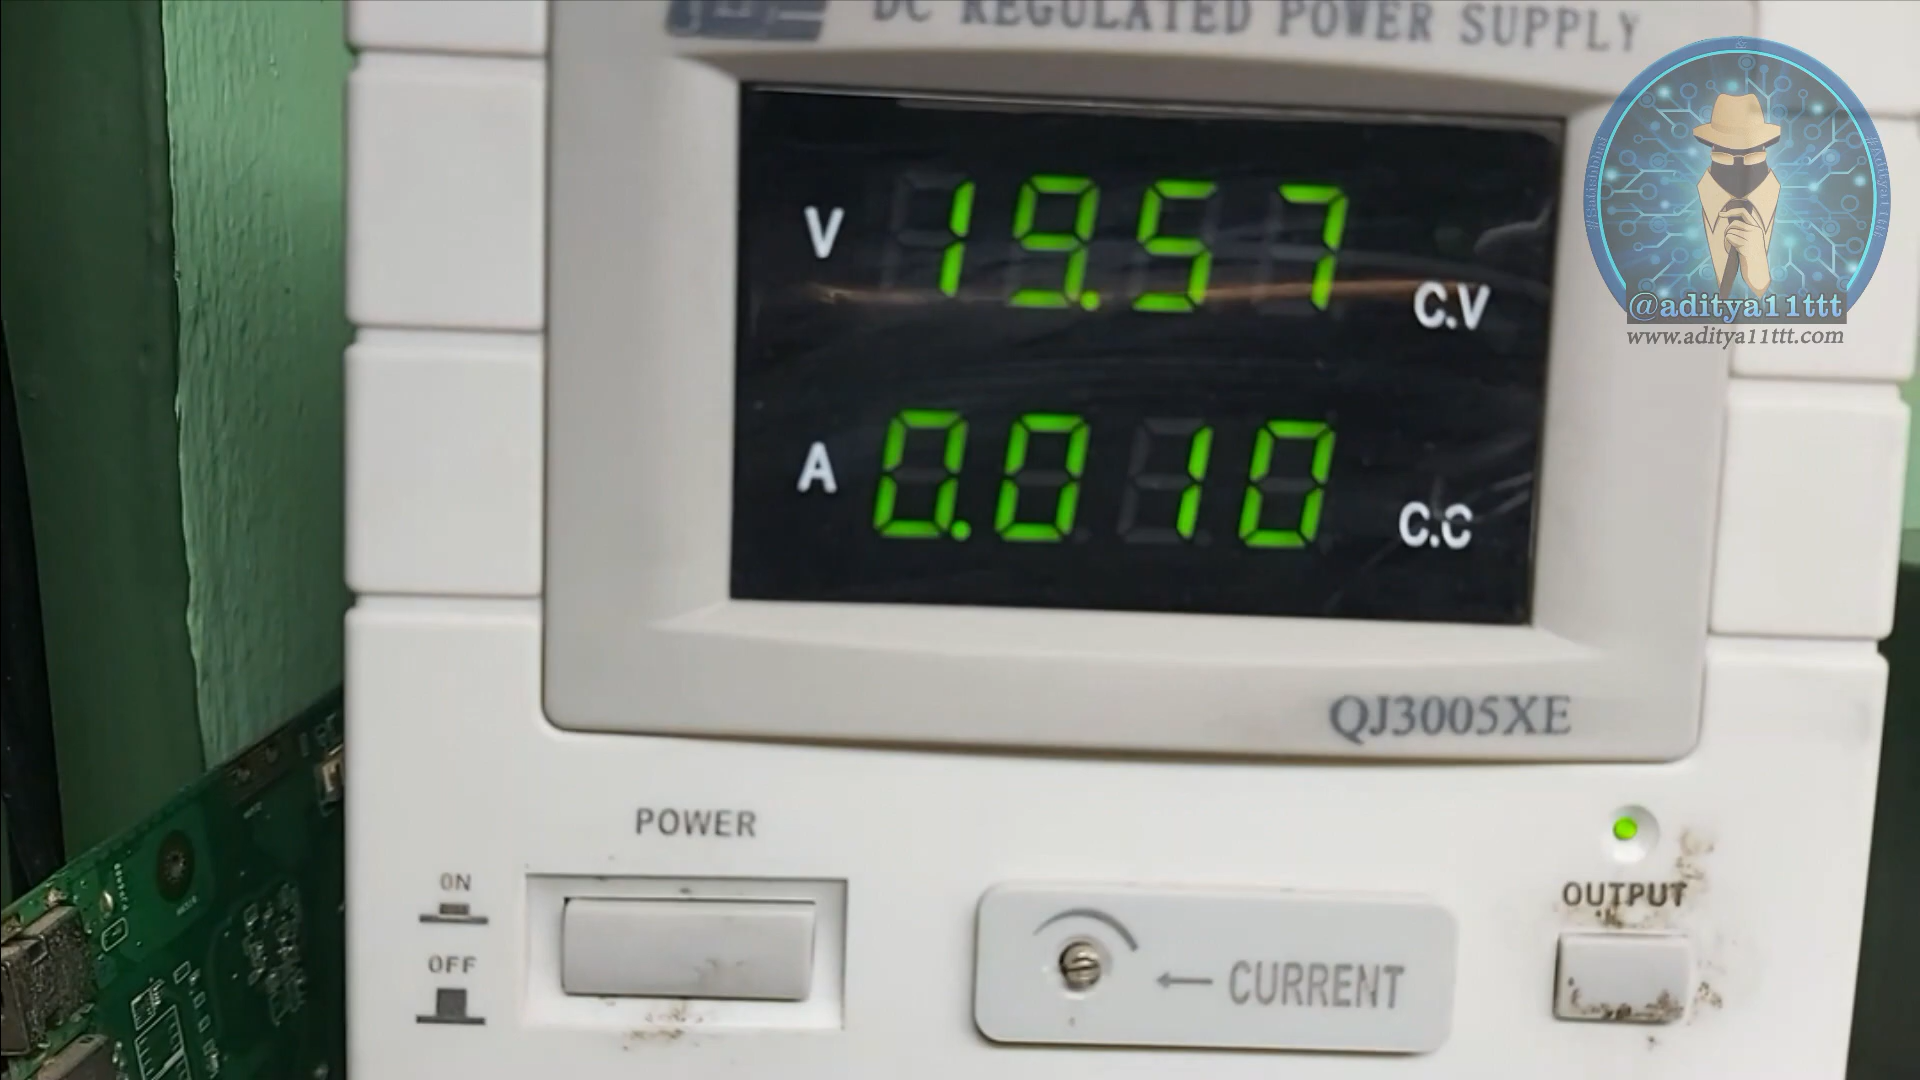 DC REGULATED POWER SUPPLY
V 19.57 C.V
A 0.010 C.C
@aditya11ttt
www.aditya11ttt.com
QJ3005XE
POWER
ON
OFF
CURRENT
OUTPUT